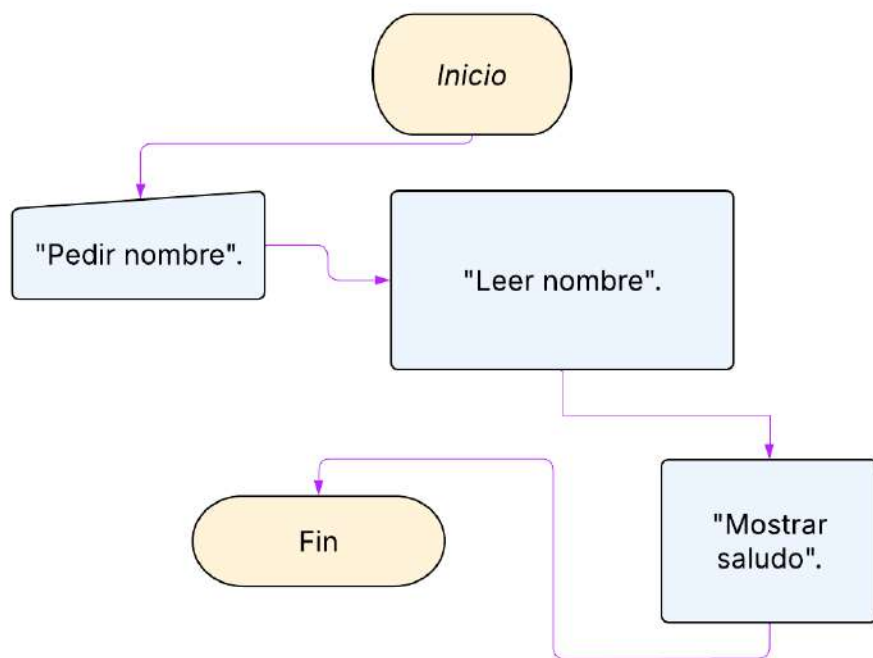 Inicio
"Pedir nombre".
"Leer nombre".
"Mostrar
saludo".
Fin